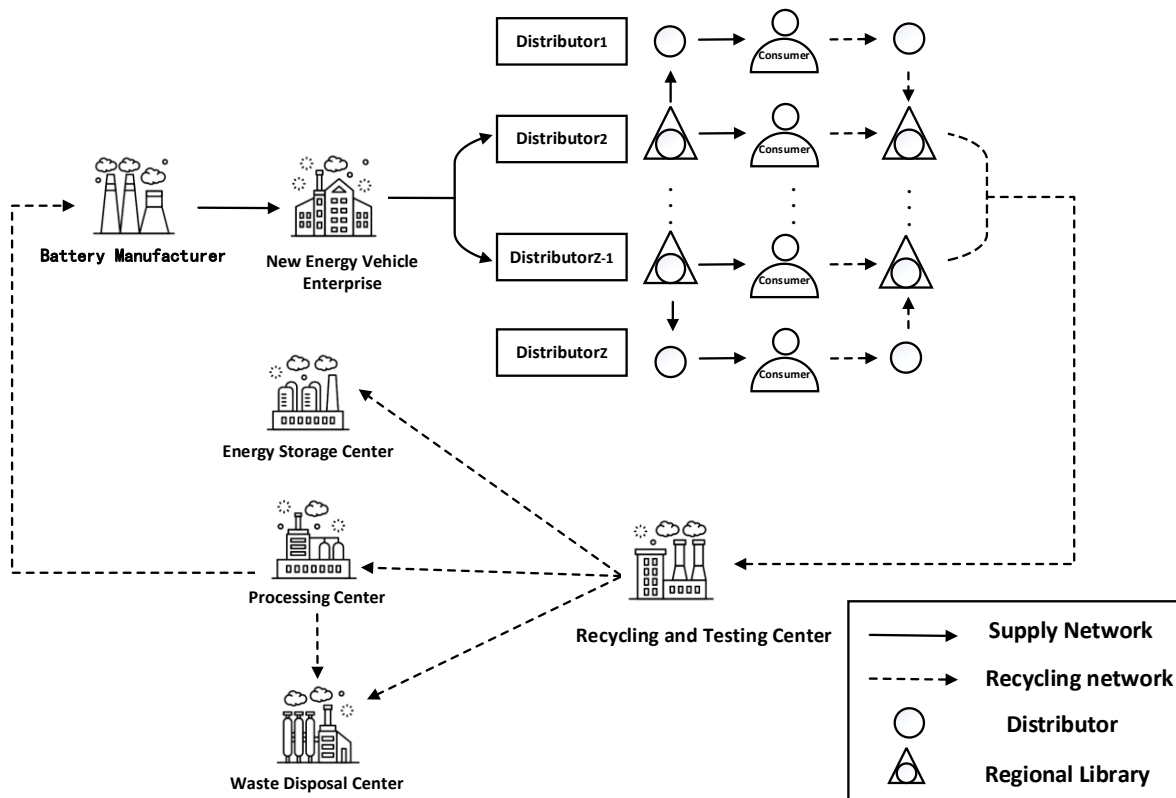 Distributor1
Consumer
Distributor2
Consumer
Battery Manufacturer
New Energy Vehicle
Enterprise
DistributorZ-1
Consumer
DistributorZ
Consumer
Energy Storage Center
Processing Center
Recycling and Testing Center
Waste Disposal Center
Supply Network
Recycling network
Distributor
Regional Library